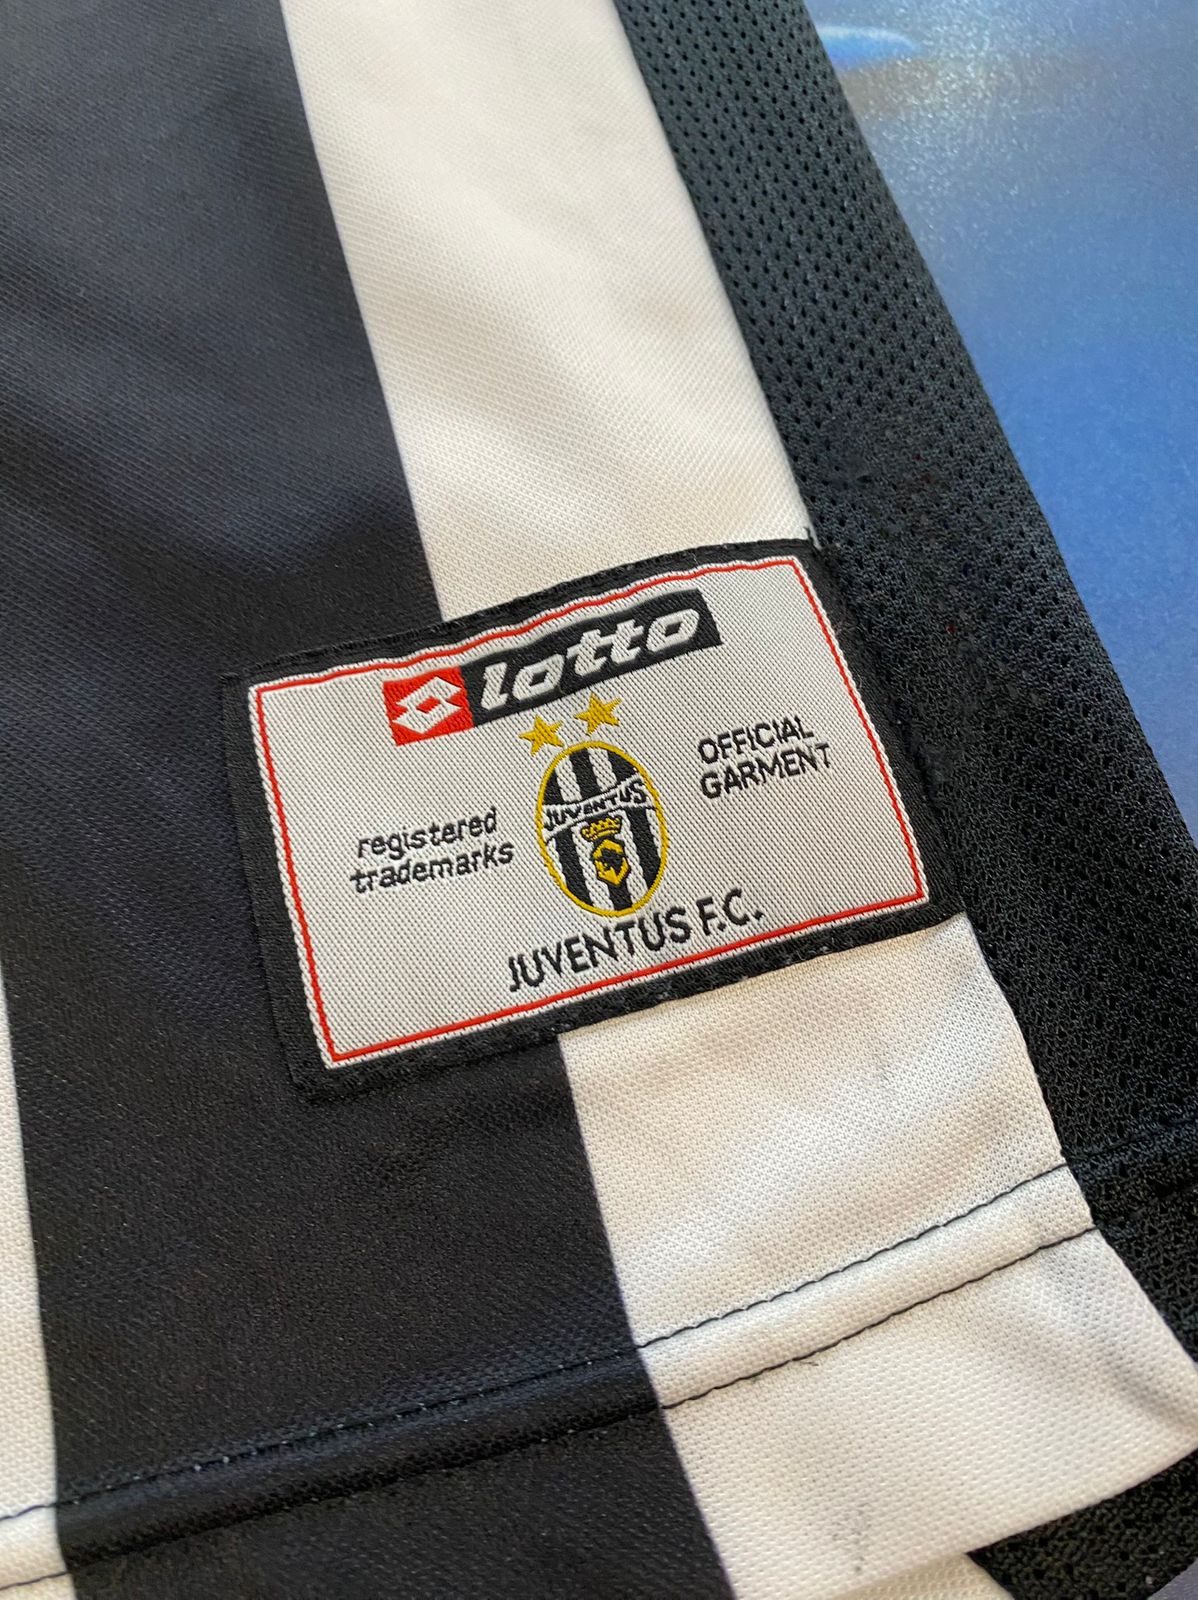 lotto
OFFICIAL
GARMENT
registered
trademarks
JUVENTUS
JUVENTUS F.C.